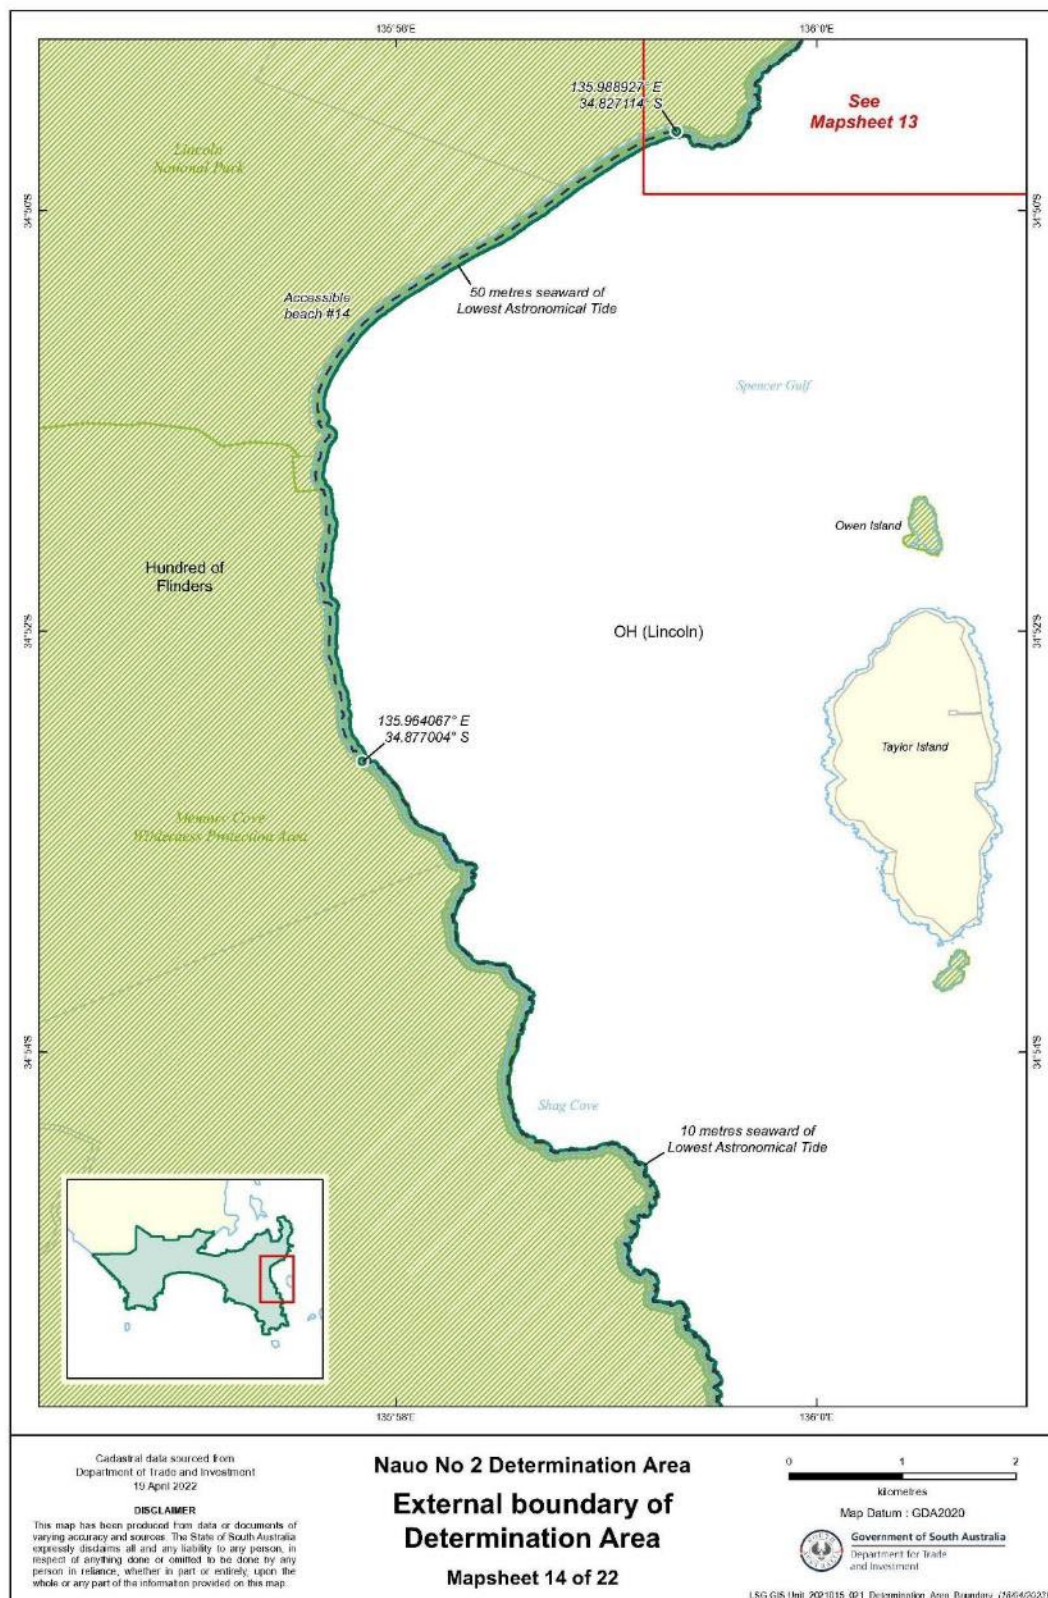 135°58'E
136°0'E
135.988927° E
34.827114° S
See
Mapsheet 13
Lincoln
National Park
34°50'S
34°50'S
50 metres seaward of
Lowest Astronomical Tide
Accessible
beach #14
Spencer Gulf
Owen Island
Hundred of
Flinders
OH (Lincoln)
34°52'S
34°52'S
135.964067° E
34.877004° S
Taylor Island
Memory Cove
Wilderness Protection Area
34°54'S
34°54'S
Shag Cove
10 metres seaward of
Lowest Astronomical Tide
135°58'E
136°0'E
Cadastral data sourced from
Department of Trade and Investment
19 April 2022
DISCLAIMER
This map has been produced from data or documents of
varying accuracy and sources. The State of South Australia
expressly disclaims all and any liability to any person, in
respect of anything done or omitted to be done by any
person in reliance, whether in part or entirely, upon the
whole or any part of the information provided on this map.
Nauo No 2 Determination Area
External boundary of
Determination Area
Mapsheet 14 of 22
0 1 2
kilometres
Map Datum : GDA2020
Government of South Australia
Department for Trade
and Investment
LSG GIS Unit 2021015_021_Determination_Area_Boundary